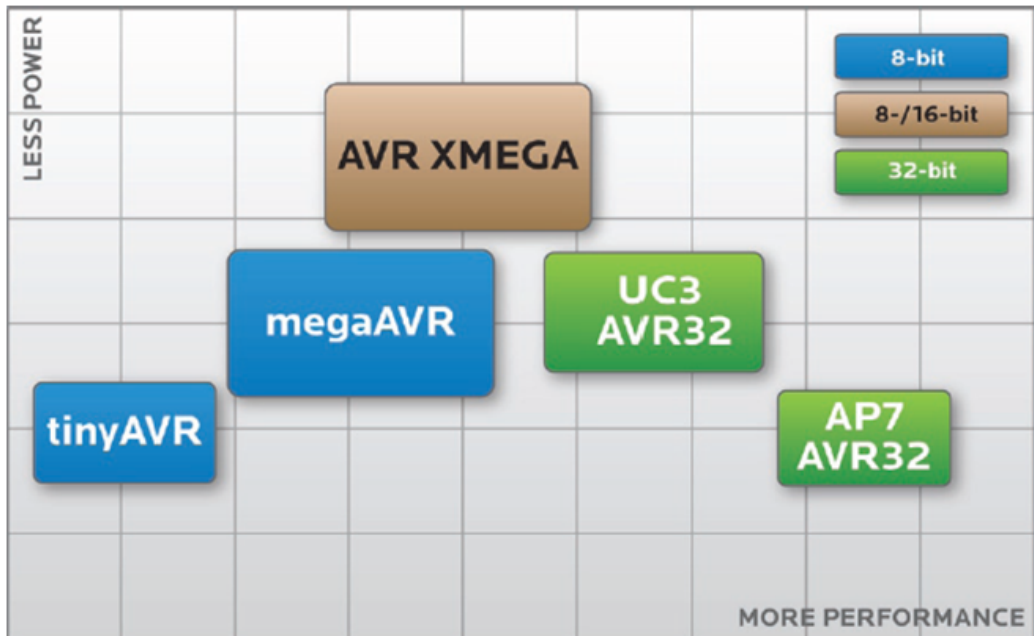 LESS POWER
8-bit
8-/16-bit
32-bit
AVR XMEGA
megaAVR
UC3
AVR32
tinyAVR
AP7
AVR32
MORE PERFORMANCE